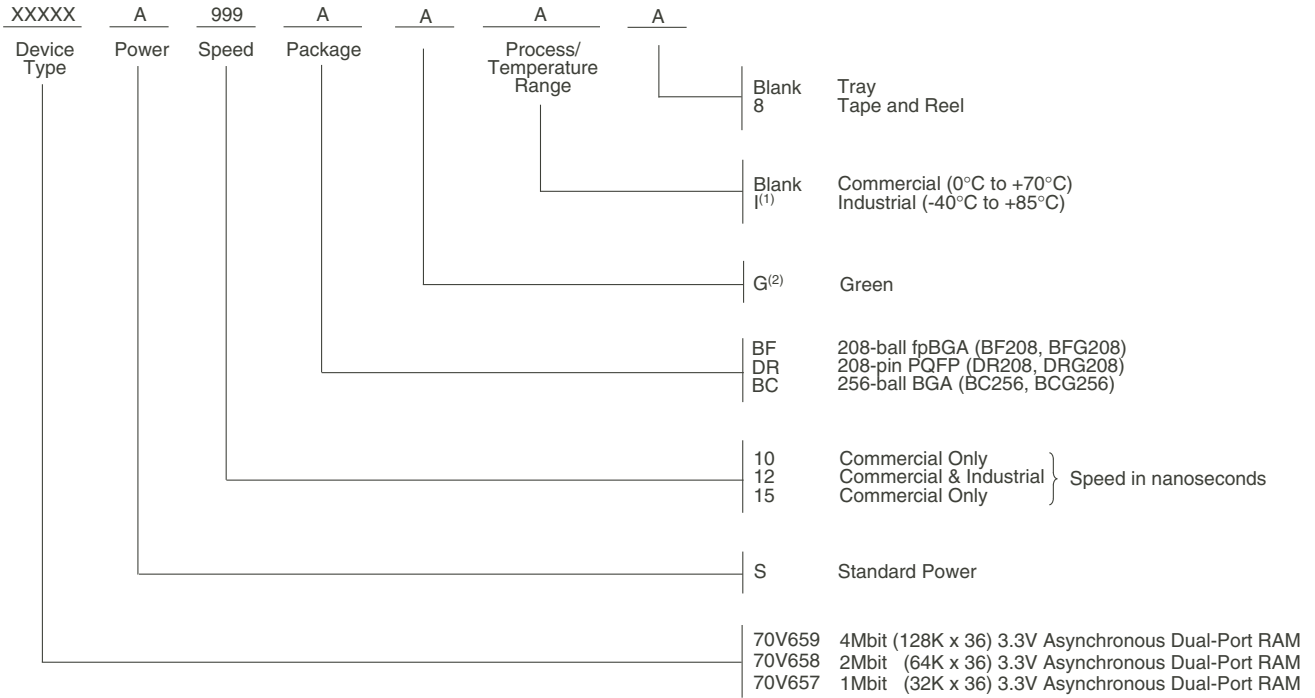 XXXXX A 999 A A A A
Device Type Power Speed Package Process/ Temperature Range
Blank Tray
8 Tape and Reel
Blank Commercial (0°C to +70°C)
I(1) Industrial (-40°C to +85°C)
G(2) Green
BF 208-ball fpBGA (BF208, BFG208)
DR 208-pin PQFP (DR208, DRG208)
BC 256-ball BGA (BC256, BCG256)
10 Commercial Only
12 Commercial & Industrial Speed in nanoseconds
15 Commercial Only
S Standard Power
70V659 4Mbit (128K x 36) 3.3V Asynchronous Dual-Port RAM
70V658 2Mbit (64K x 36) 3.3V Asynchronous Dual-Port RAM
70V657 1Mbit (32K x 36) 3.3V Asynchronous Dual-Port RAM